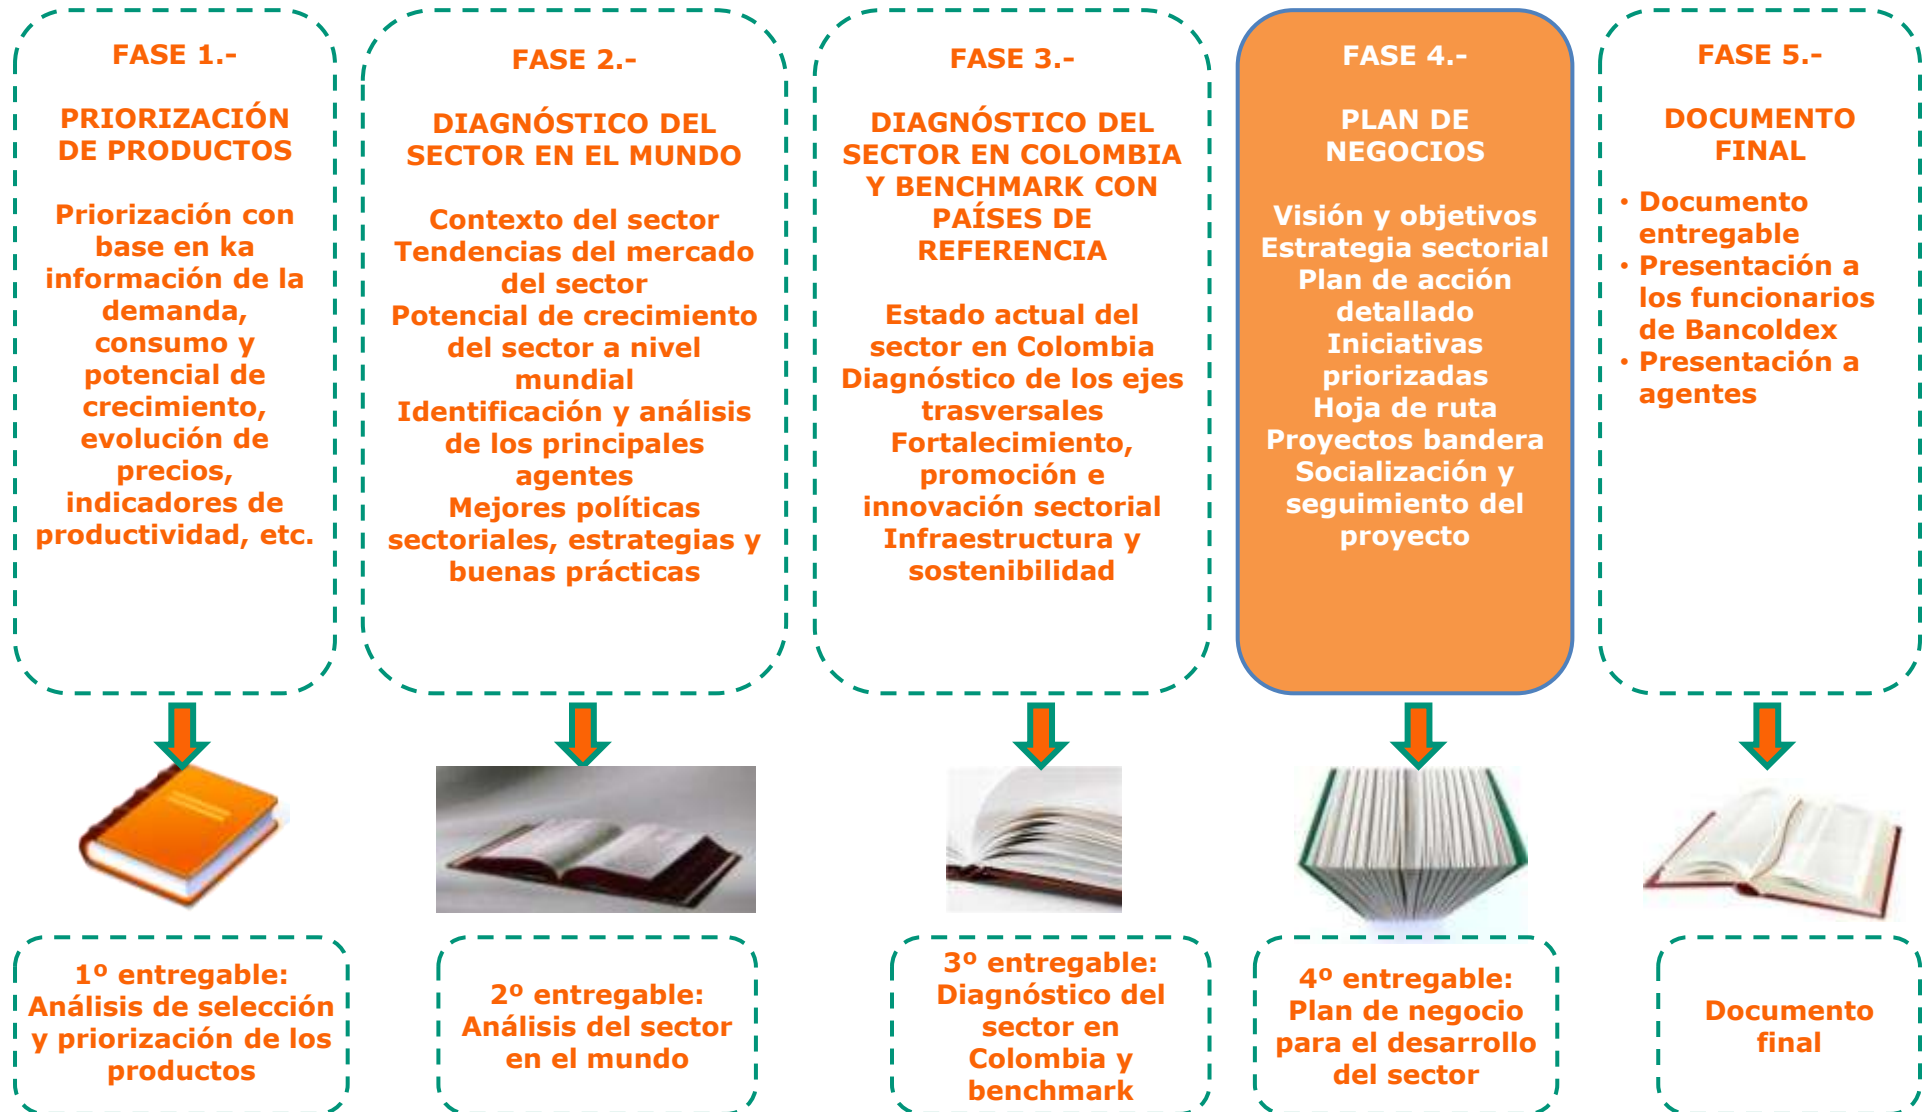 FASE 1.-
PRIORIZACIÓN
DE PRODUCTOS
Priorización con
base en ka
información de la
demanda,
consumo y
potencial de
crecimiento,
evolución de
precios,
indicadores de
productividad, etc.
FASE 2.-
DIAGNÓSTICO DEL
SECTOR EN EL MUNDO
Contexto del sector
Tendencias del mercado
del sector
Potencial de crecimiento
del sector a nivel
mundial
Identificación y análisis
de los principales
agentes
Mejores políticas
sectoriales, estrategias y
buenas prácticas
FASE 3.-
DIAGNÓSTICO DEL
SECTOR EN COLOMBIA
Y BENCHMARK CON
PAÍSES DE
REFERENCIA
Estado actual del
sector en Colombia
Diagnóstico de los ejes
trasversales
Fortalecimiento,
promoción e
innovación sectorial
Infraestructura y
sostenibilidad
FASE 4.-
PLAN DE
NEGOCIOS
Visión y objetivos
Estrategia sectorial
Plan de acción
detallado
Iniciativas
priorizadas
Hoja de ruta
Proyectos bandera
Socialización y
seguimiento del
proyecto
FASE 5.-
DOCUMENTO
FINAL
• Documento
entregable
• Presentación a
los funcionarios
de Bancoldex
• Presentación a
agentes
1º entregable:
Análisis de selección
y priorización de los
productos
2º entregable:
Análisis del sector
en el mundo
3º entregable:
Diagnóstico del
sector en
Colombia y
benchmark
4º entregable:
Plan de negocio
para el desarrollo
del sector
Documento
final